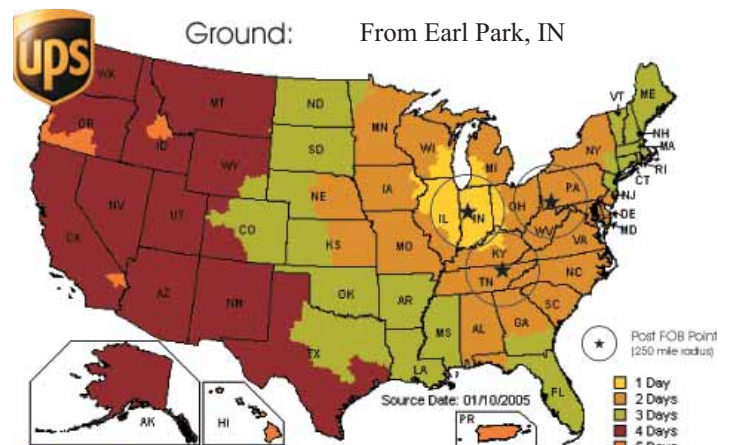 ups
Ground:
From Earl Park, IN
WA
MT
ND
MN
VT
ME
OR
ID
SD
WI
MI
NY
NH
MA
WY
RI
CT
NE
IA
PA
NJ
NV
UT
CO
IL
IN
OH
DE
MD
CA
KS
MO
WV
VA
KY
AZ
NM
OK
AR
TN
NC
SC
TX
MS
AL
GA
LA
FL
Post FOB Point
(250 mile radius)
AK
HI
PR
Source Date: 01/10/2005
1 Day
2 Days
3 Days
4 Days